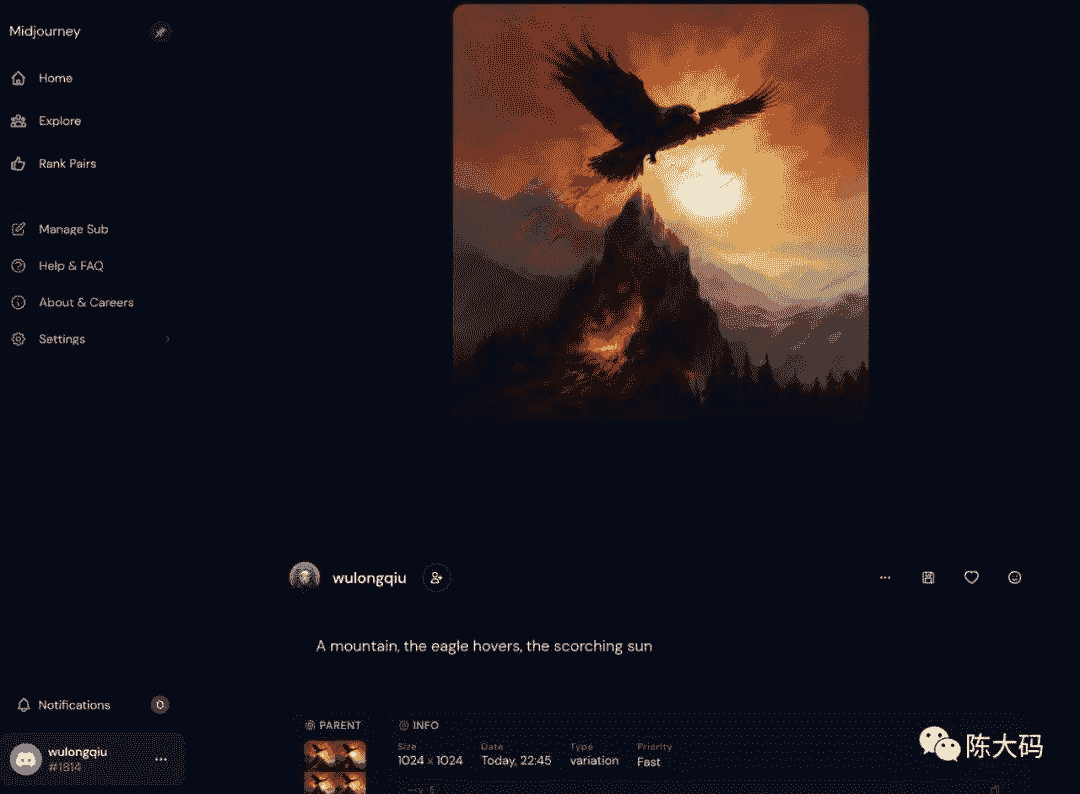 Midjourney
Home
Explore
Rank Pairs
Manage Sub
Help & FAQ
About & Careers
Settings
wulongqiu
A mountain, the eagle hovers, the scorching sun
Notifications 0
wulongqiu
#1814
PARENT
INFO
Size Date Type Priority
1024 x 1024 Today, 22:45 variation Fast
陈大码